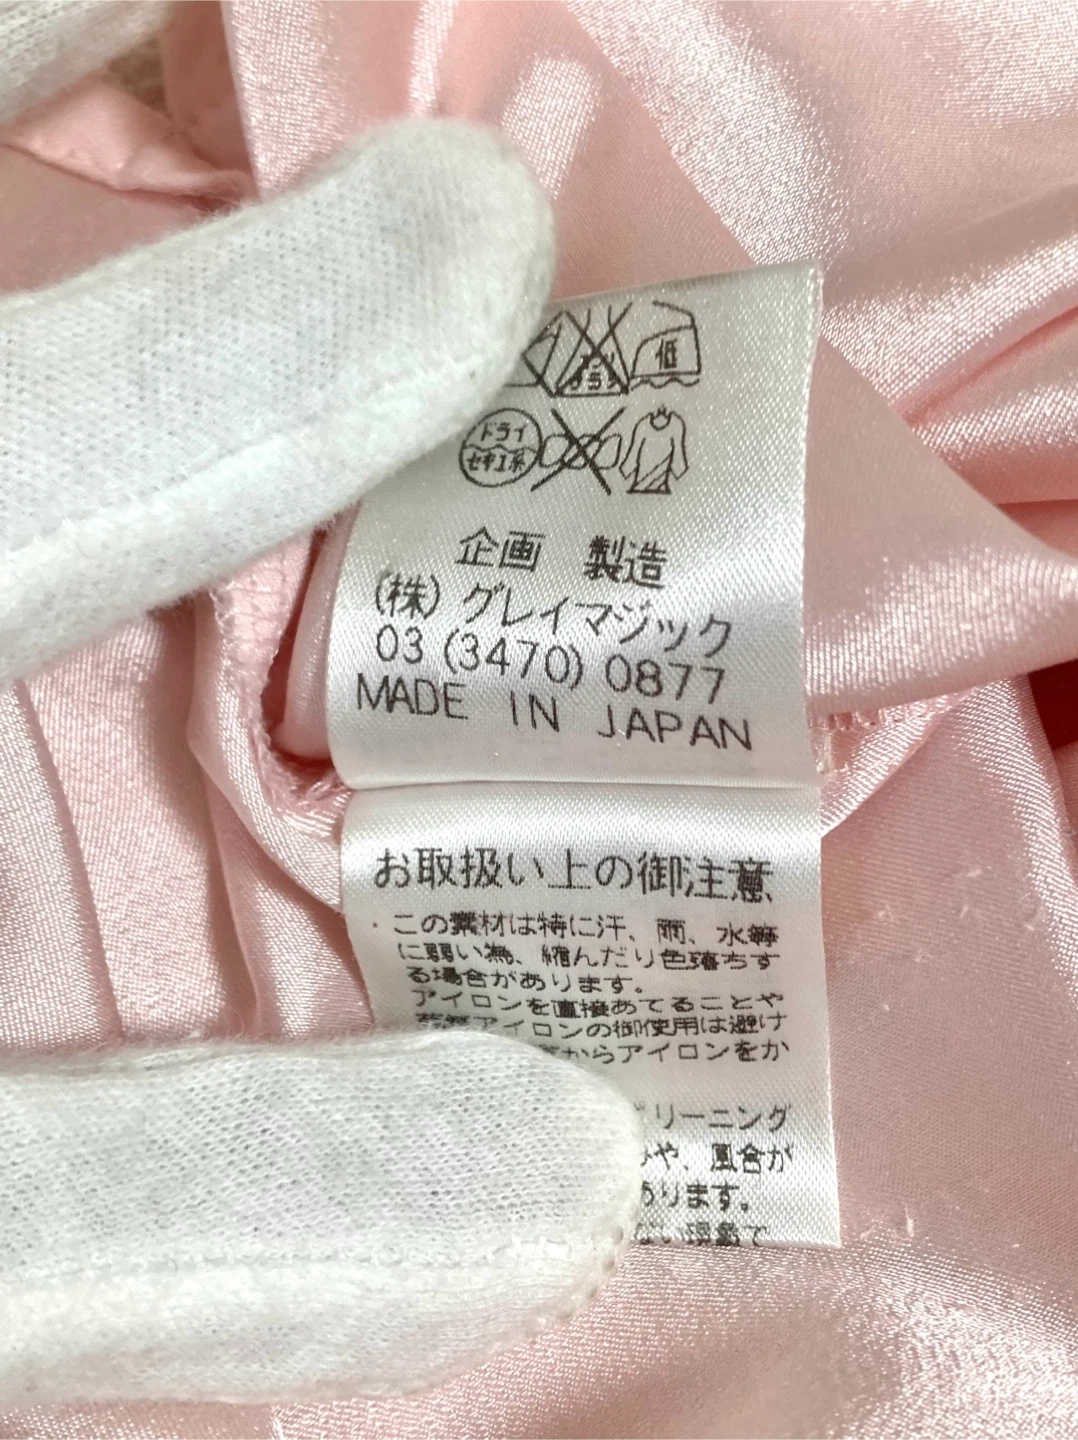 低
ドライ
セキユ系
企画 製造
(株) グレイマジック
03 (3470) 0877
MADE IN JAPAN
お取扱い上の御注意
・この素材は特に汗、雨、水等
に弱い為、縮んだり色落ちす
る場合があります。
アイロンを直接あてることや
アイロンの御使用は避け
からアイロンをか
リーニング
や、風合が
あります。
ない現象で